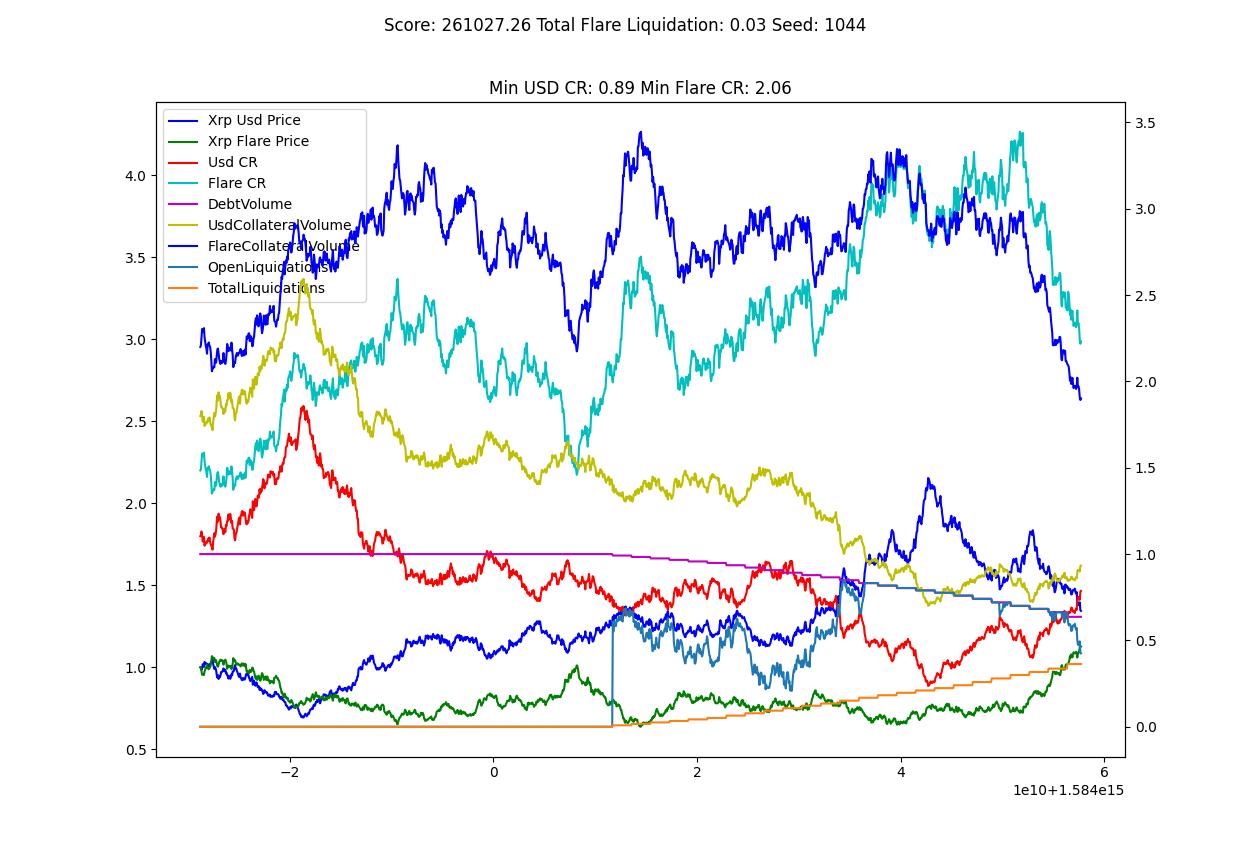 Score: 261027.26 Total Flare Liquidation: 0.03 Seed: 1044
Min USD CR: 0.89 Min Flare CR: 2.06
Xrp Usd Price
Xrp Flare Price
Usd CR
Flare CR
DebtVolume
UsdCollateralVolume
FlareCollateralVolume
OpenLiquidations
TotalLiquidations
4.0
3.5
3.0
2.5
2.0
1.5
1.0
0.5
3.5
3.0
2.5
2.0
1.5
1.0
0.5
0.0
−2 0 2 4 6
1e10+1.584e15